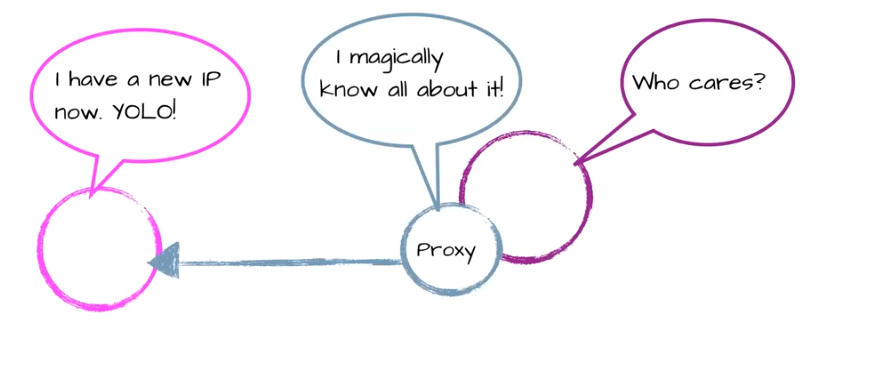 I have a new IP
now. YOLO!
I magically
know all about it!
Who cares?
Proxy